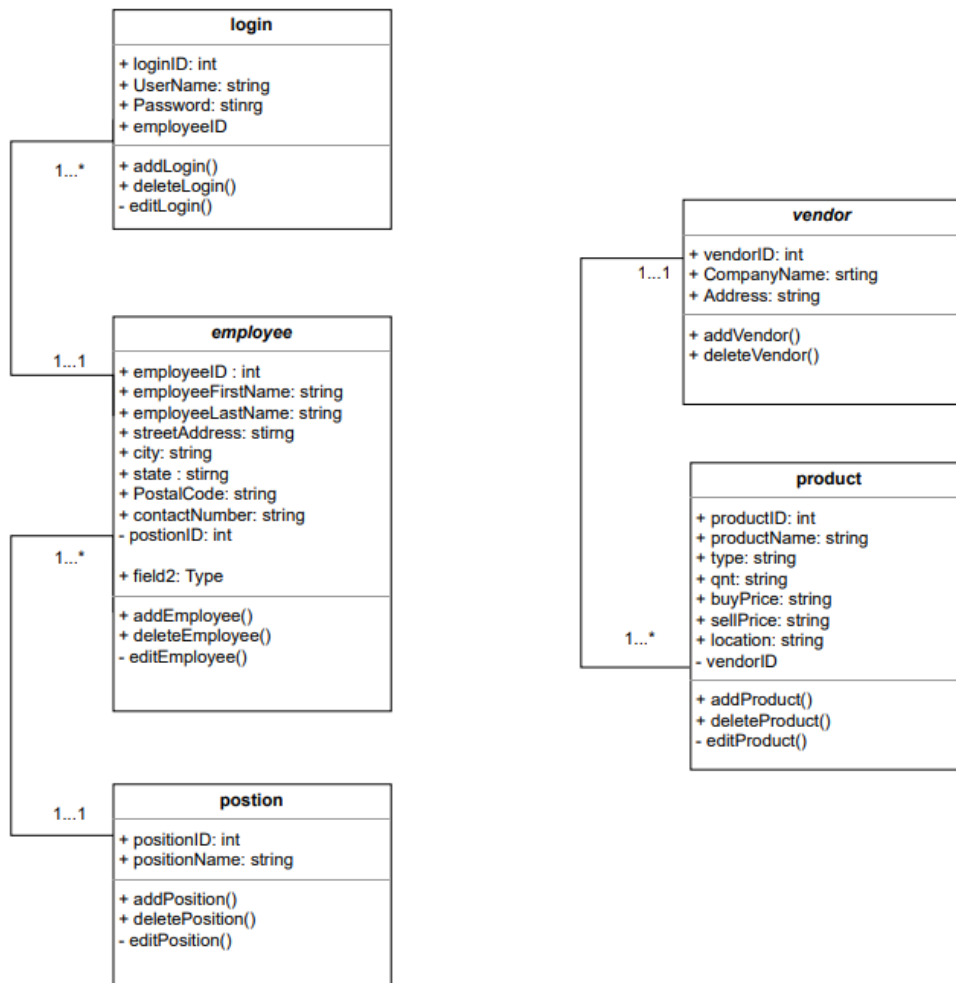 login
+ loginID: int
+ UserName: string
+ Password: stinrg
+ employeeID
1...*
+ addLogin()
+ deleteLogin()
- editLogin()
employee
1...1
+ employeeID : int
+ employeeFirstName: string
+ employeeLastName: string
+ streetAddress: stirng
+ city: string
+ state : stirng
+ PostalCode: string
+ contactNumber: string
- postionID: int
1...*
+ field2: Type
+ addEmployee()
+ deleteEmployee()
- editEmployee()
postion
1...1
+ positionID: int
+ positionName: string
+ addPosition()
+ deletePosition()
- editPosition()
vendor
+ vendorID: int
1...1
+ CompanyName: srting
+ Address: string
+ addVendor()
+ deleteVendor()
product
+ productID: int
+ productName: string
+ type: string
+ qnt: string
+ buyPrice: string
+ sellPrice: string
1...*
+ location: string
- vendorID
+ addProduct()
+ deleteProduct()
- editProduct()